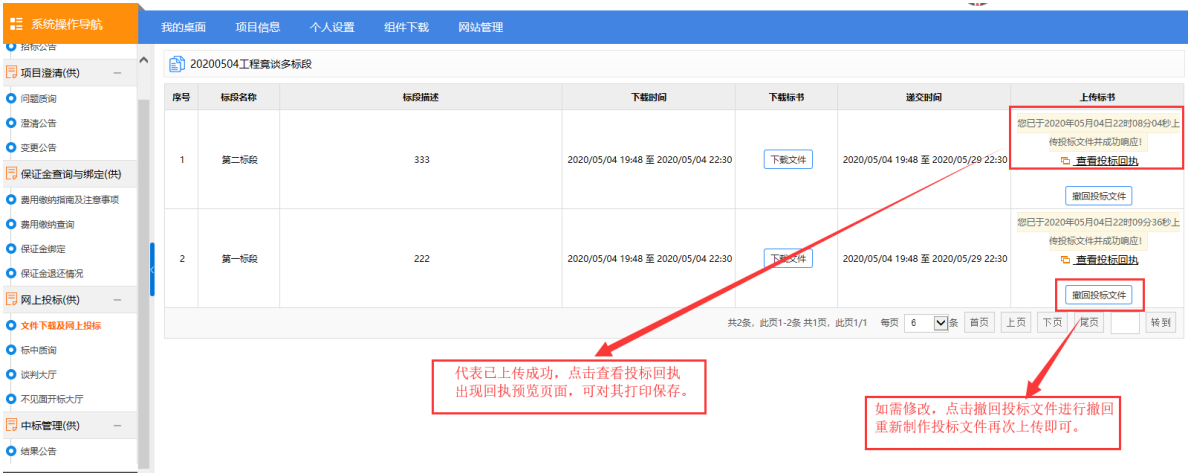 系统操作导航
我的桌面 项目信息 个人设置 组件下载 网站管理
招标公告
项目澄清(供)
问题质询
澄清公告
变更公告
保证金查询与绑定(供)
费用缴纳指南及注意事项
费用缴纳查询
保证金绑定
保证金退还情况
网上投标(供)
文件下载及网上投标
标中质询
谈判大厅
不见面开标大厅
中标管理(供)
结果公告
20200504工程竟谈多标段
序号 标段名称 标段描述 下载时间 下载标书 递交时间 上传标书
1 第二标段 333 2020/05/04 19:48 至 2020/05/04 22:30 下载文件 2020/05/04 19:48 至 2020/05/29 22:30
您已于2020年05月04日22时08分04秒上
传投标文件并成功响应!
查看投标回执
撤回投标文件
2 第一标段 222 2020/05/04 19:48 至 2020/05/04 22:30 下载文件 2020/05/04 19:48 至 2020/05/29 22:30
您已于2020年05月04日22时09分36秒上
传投标文件并成功响应!
查看投标回执
撤回投标文件
共2条, 此页1-2条 共1页, 此页1/1 每页 6 条 首页 上页 下页 尾页 转到
代表已上传成功，点击查看投标回执
出现回执预览页面，可对其打印保存。
如需修改，点击撤回投标文件进行撤回
重新制作投标文件再次上传即可。